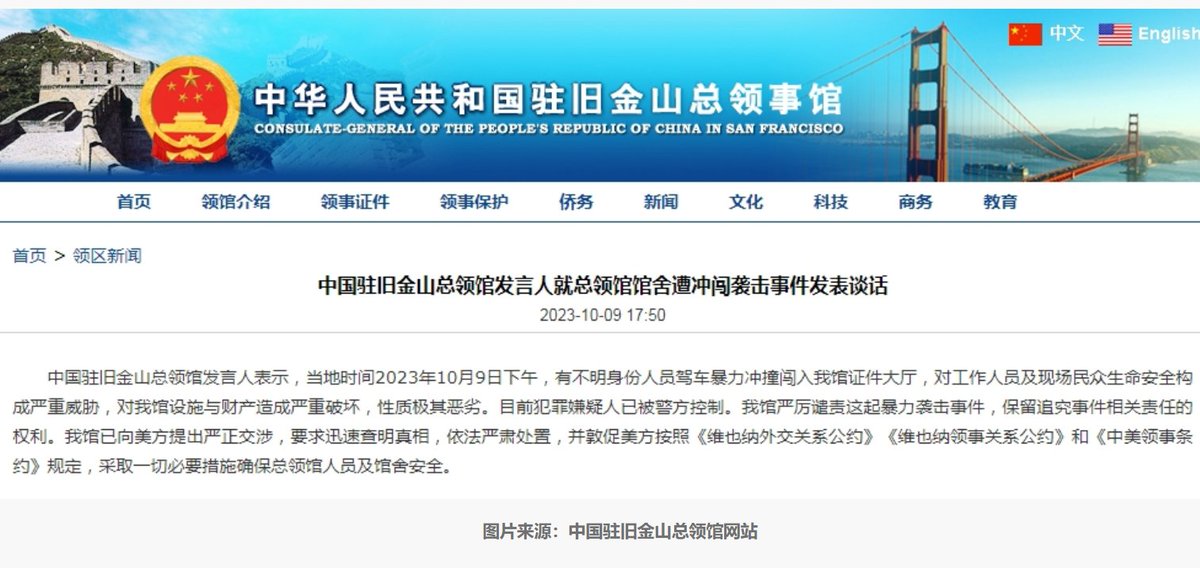 中文 English
中华人民共和国驻旧金山总领事馆
CONSULATE-GENERAL OF THE PEOPLE'S REPUBLIC OF CHINA IN SAN FRANCISCO
首页 领馆介绍 领事证件 领事保护 侨务 新闻 文化 科技 商务 教育
首页 > 领区新闻
中国驻旧金山总领馆发言人就总领馆馆舍遭冲闯袭击事件发表谈话
2023-10-09 17:50
中国驻旧金山总领馆发言人表示，当地时间2023年10月9日下午，有不明身份人员驾车暴力冲撞闯入我馆证件大厅，对工作人员及现场民众生命安全构
成严重威胁，对我馆设施与财产造成严重破坏，性质极其恶劣。目前犯罪嫌疑人已被警方控制。我馆严厉谴责这起暴力袭击事件，保留追究事件相关责任的
权利。我馆已向美方提出严正交涉，要求迅速查明真相，依法严肃处置，并敦促美方按照《维也纳外交关系公约》《维也纳领事关系公约》和《中美领事条
约》规定，采取一切必要措施确保总领馆人员及馆舍安全。
图片来源：中国驻旧金山总领馆网站